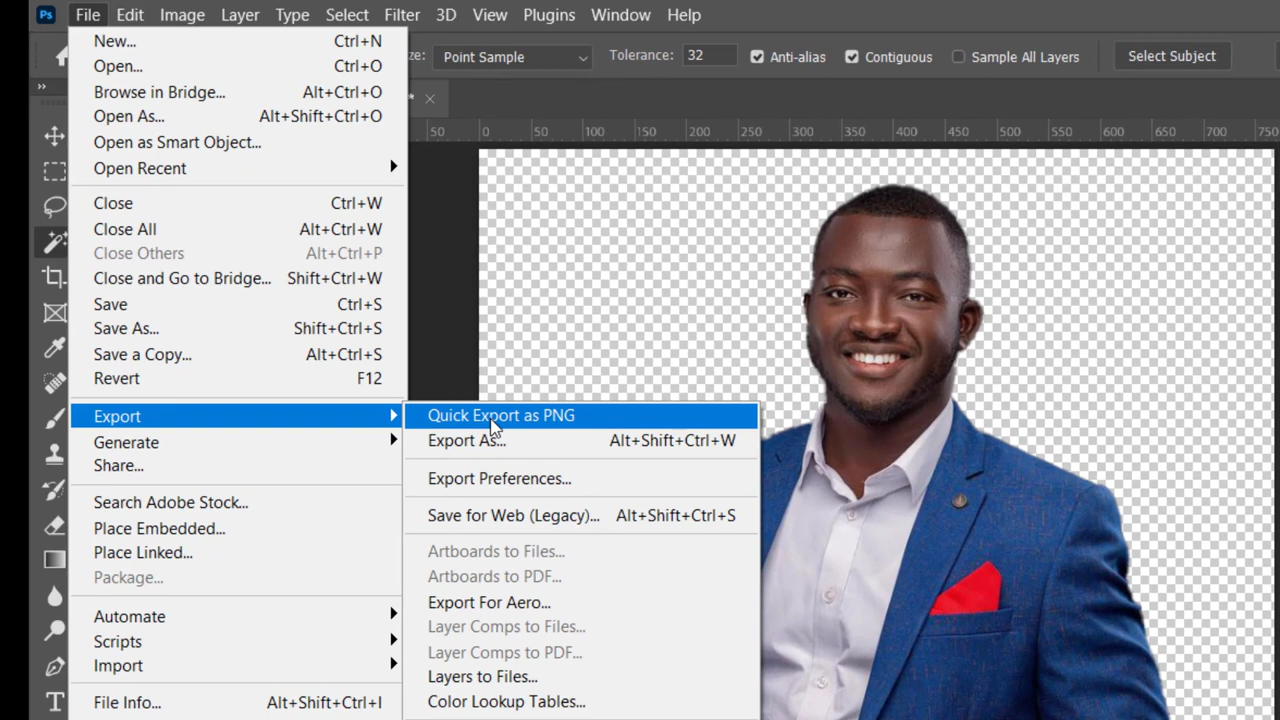 Ps File Edit Image Layer Type Select Filter 3D View Plugins Window Help
ze: Point Sample Tolerance: 32 Anti-alias Contiguous Sample All Layers Select Subject
*
50 0 50 100 150 200 250 300 350 400 450 500 550 600 650 700 750
New... Ctrl+N
Open... Ctrl+O
Browse in Bridge... Alt+Ctrl+O
Open As... Alt+Shift+Ctrl+O
Open as Smart Object...
Open Recent
Close Ctrl+W
Close All Alt+Ctrl+W
Close Others Alt+Ctrl+P
Close and Go to Bridge... Shift+Ctrl+W
Save Ctrl+S
Save As... Shift+Ctrl+S
Save a Copy... Alt+Ctrl+S
Revert F12
Export
Generate
Share...
Search Adobe Stock...
Place Embedded...
Place Linked...
Package...
Automate
Scripts
Import
File Info... Alt+Shift+Ctrl+I
Quick Export as PNG
Export As... Alt+Shift+Ctrl+W
Export Preferences...
Save for Web (Legacy)... Alt+Shift+Ctrl+S
Artboards to Files...
Artboards to PDF...
Export For Aero...
Layer Comps to Files...
Layer Comps to PDF...
Layers to Files...
Color Lookup Tables...